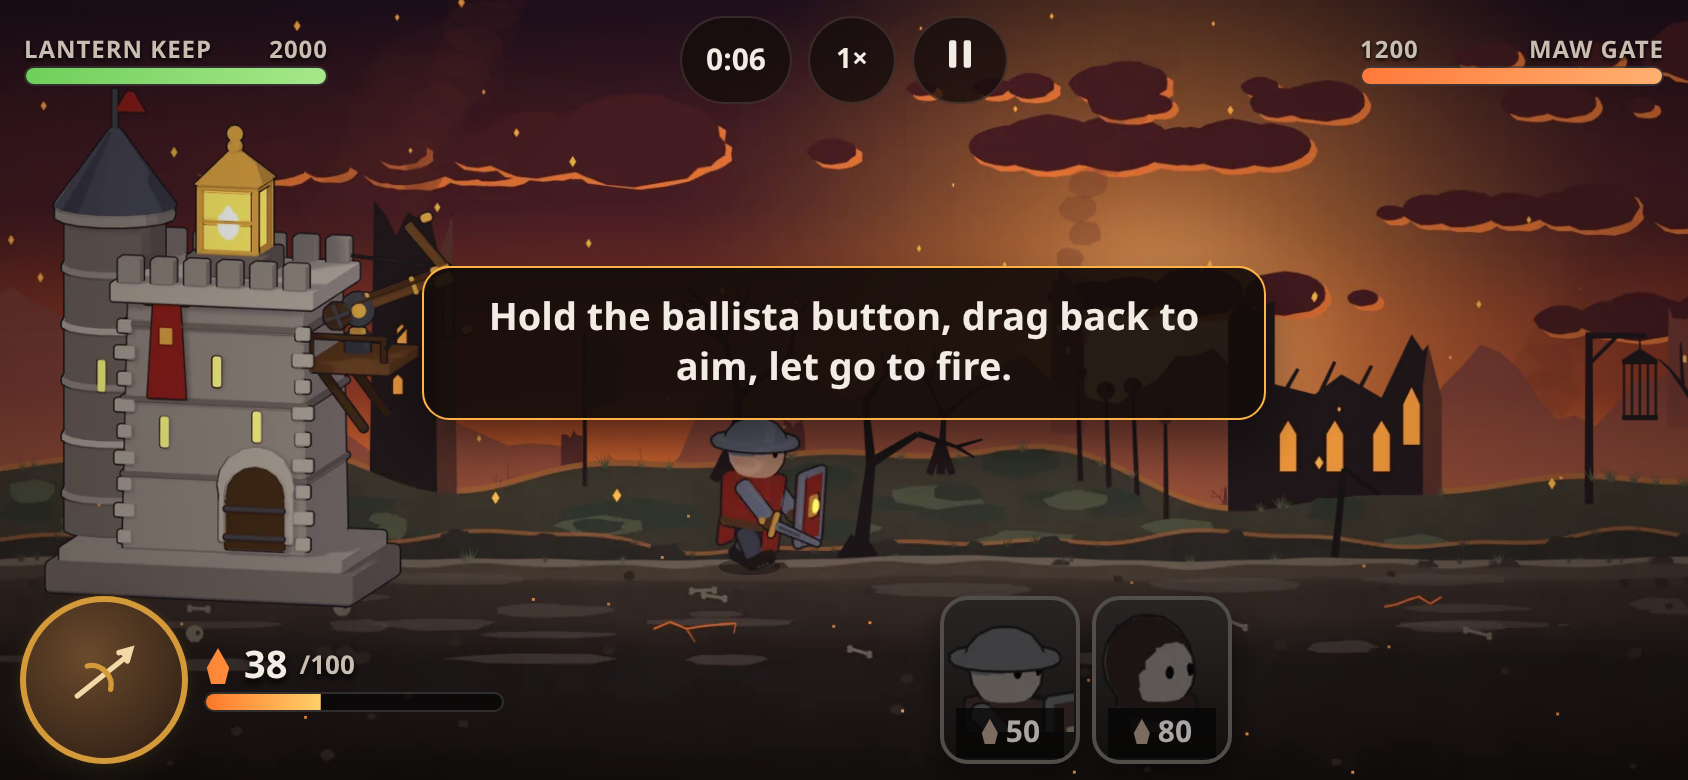 LANTERN KEEP 2000
0:06
1×
1200 MAW GATE
Hold the ballista button, drag back to
aim, let go to fire.
38 /100
50
80